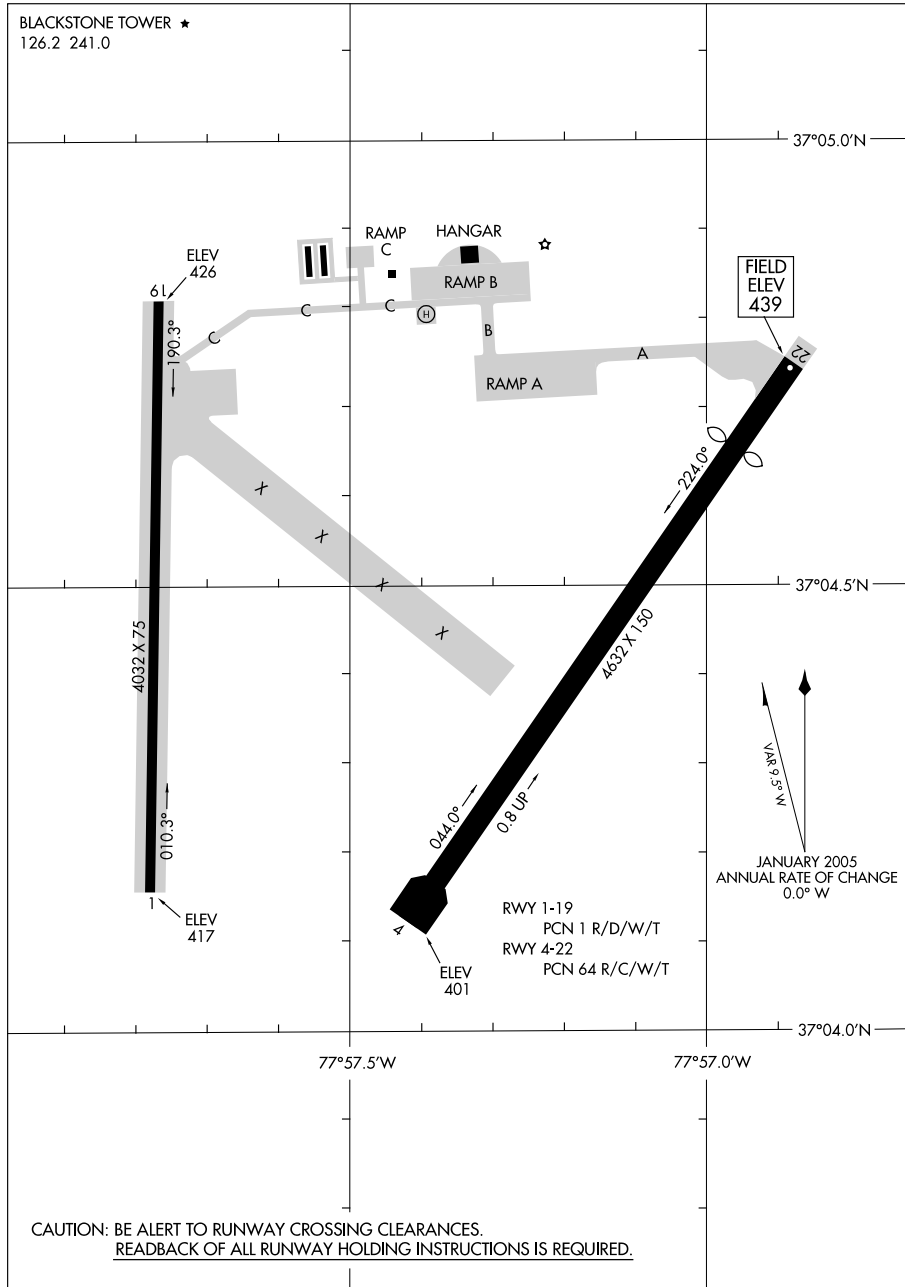 BLACKSTONE TOWER ★
126.2 241.0
37°05.0'N
RAMP
C
HANGAR
RAMP B
ELEV
426
19
190.3°
C
C
C
H
B
A
RAMP A
FIELD
ELEV
439
22
224.0°
X
X
X
X
37°04.5'N
4032 X 75
4632 X 150
VAR 9.5° W
JANUARY 2005
ANNUAL RATE OF CHANGE
0.0° W
010.3°
044.0°
0.8 UP
1
ELEV
417
4
ELEV
401
RWY 1-19
PCN 1 R/D/W/T
RWY 4-22
PCN 64 R/C/W/T
37°04.0'N
77°57.5'W
77°57.0'W
CAUTION: BE ALERT TO RUNWAY CROSSING CLEARANCES.
READBACK OF ALL RUNWAY HOLDING INSTRUCTIONS IS REQUIRED.